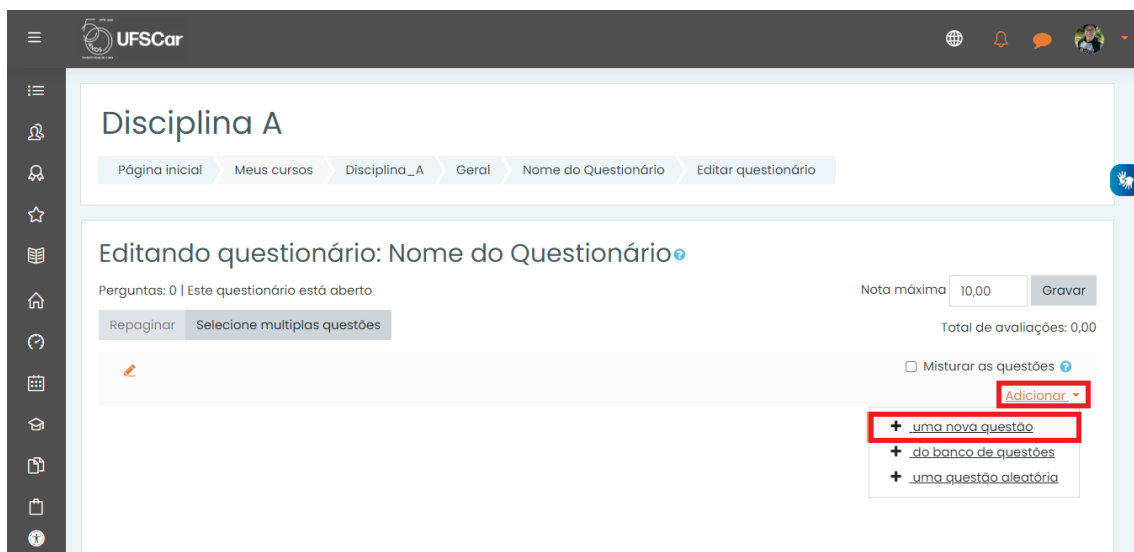 UFSCar
Disciplina A
Página inicial Meus cursos Disciplina_A Geral Nome do Questionário Editar questionário
Editando questionário: Nome do Questionário
Perguntas: 0 | Este questionário está aberto
Nota máxima 10,00 Gravar
Repaginar Selecione multiplas questões
Total de avaliações: 0,00
Misturar as questões
Adicionar
uma nova questão
do banco de questões
uma questão aleatória